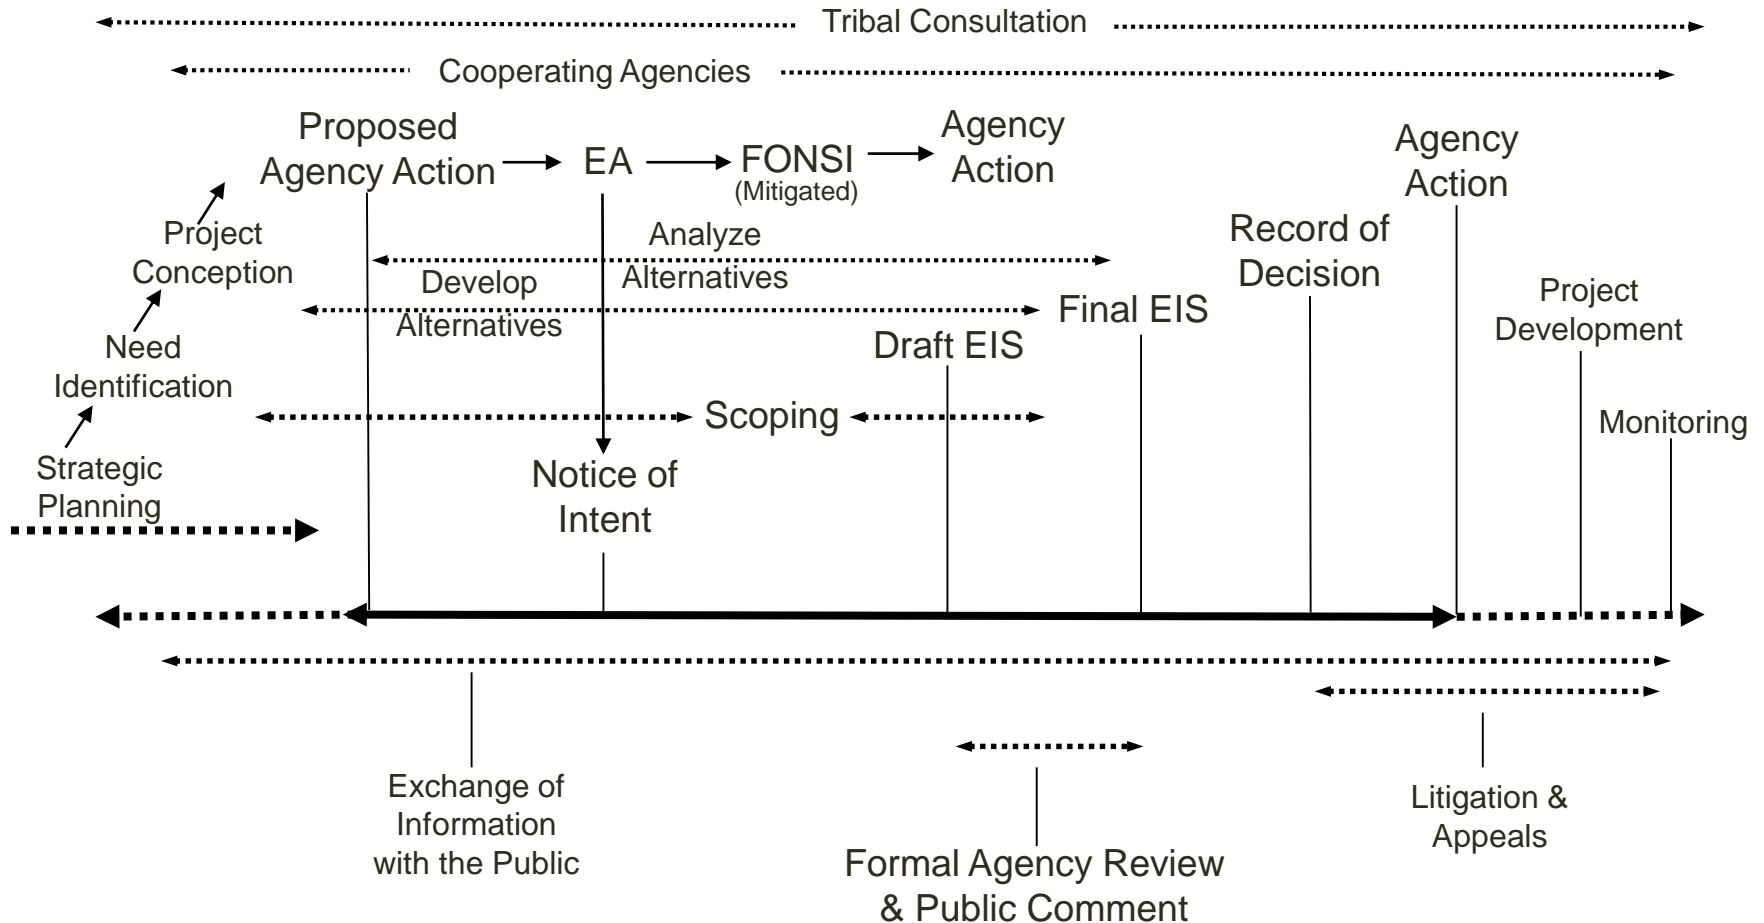 Tribal Consultation
Cooperating Agencies
Proposed
Agency Action
EA
FONSI
(Mitigated)
Agency
Action
Agency
Action
Project
Conception
Analyze
Alternatives
Develop
Alternatives
Record of
Decision
Final EIS
Draft EIS
Project
Development
Need
Identification
Scoping
Monitoring
Strategic
Planning
Notice of
Intent
Exchange of
Information
with the Public
Formal Agency Review
& Public Comment
Litigation &
Appeals